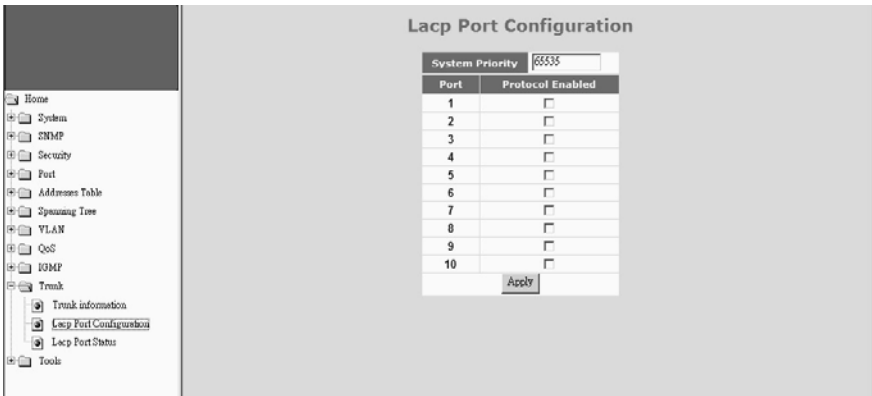 Home
System
SNMP
Security
Port
Addresses Table
Spanning Tree
VLAN
QoS
IGMP
Trunk
Trunk information
Lacp Port Configuration
Lacp Port Status
Tools
Lacp Port Configuration
System Priority 65535
Port Protocol Enabled
1
2
3
4
5
6
7
8
9
10
Apply